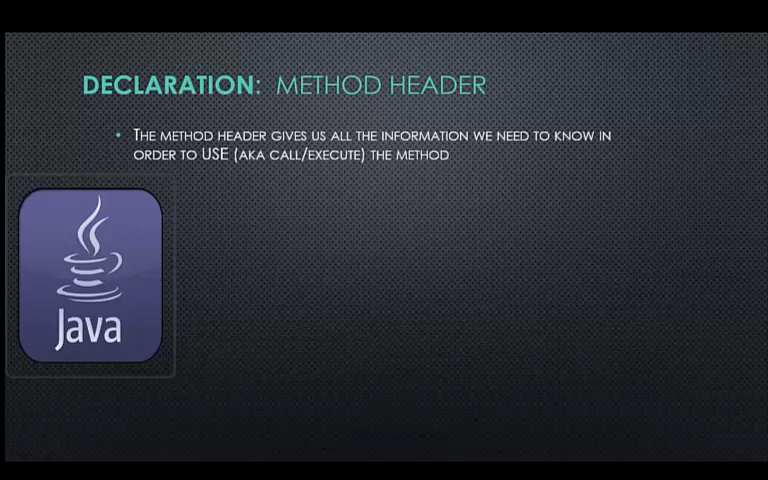 DECLARATION: METHOD HEADER
• THE METHOD HEADER GIVES US ALL THE INFORMATION WE NEED TO KNOW IN
ORDER TO USE (AKA CALL/EXECUTE) THE METHOD
Java